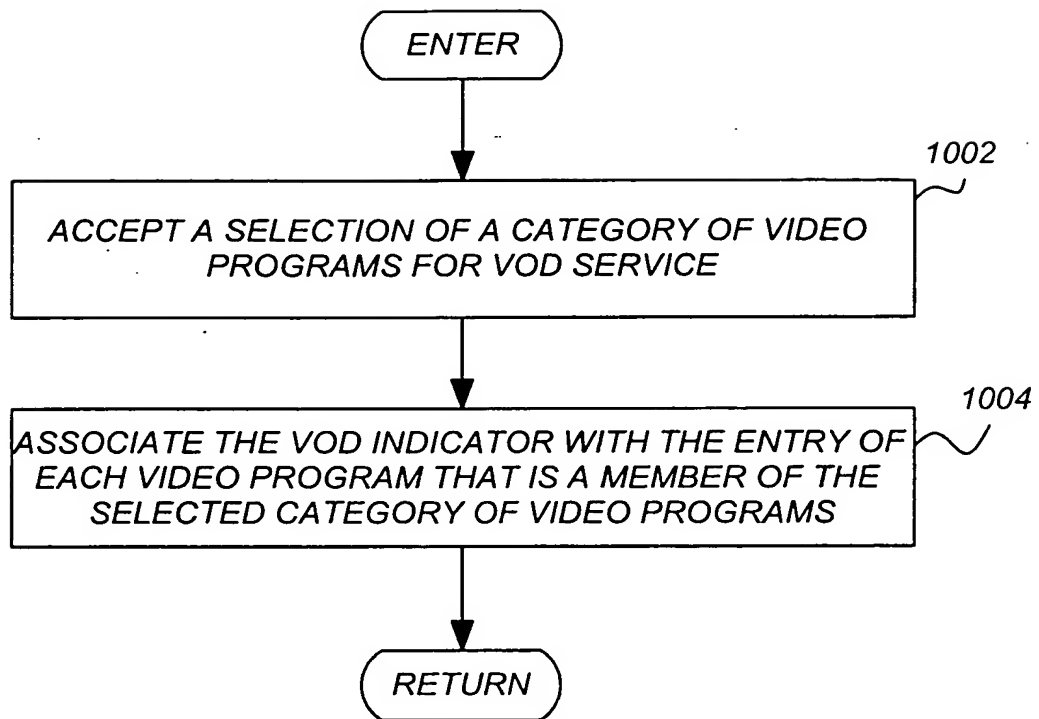 ENTER
1002
ACCEPT A SELECTION OF A CATEGORY OF VIDEO
PROGRAMS FOR VOD SERVICE
1004
ASSOCIATE THE VOD INDICATOR WITH THE ENTRY OF
EACH VIDEO PROGRAM THAT IS A MEMBER OF THE
SELECTED CATEGORY OF VIDEO PROGRAMS
RETURN